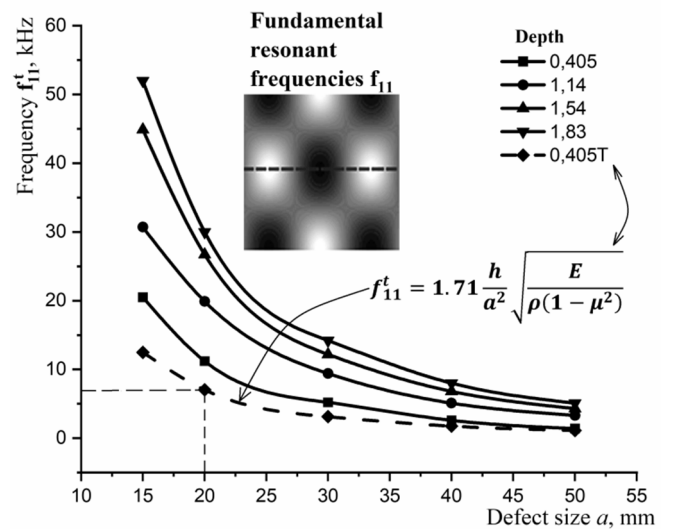 Fundamental
resonant
frequencies f₁₁
Depth
0,405
1,14
1,54
1,83
0,405T
f₁₁ᵗ = 1.71 h/a² √(E/ρ(1 − μ²))
Frequency f₁₁ᵗ, kHz
60
50
40
30
20
10
0
10 15 20 25 30 35 40 45 50 55
Defect size a, mm